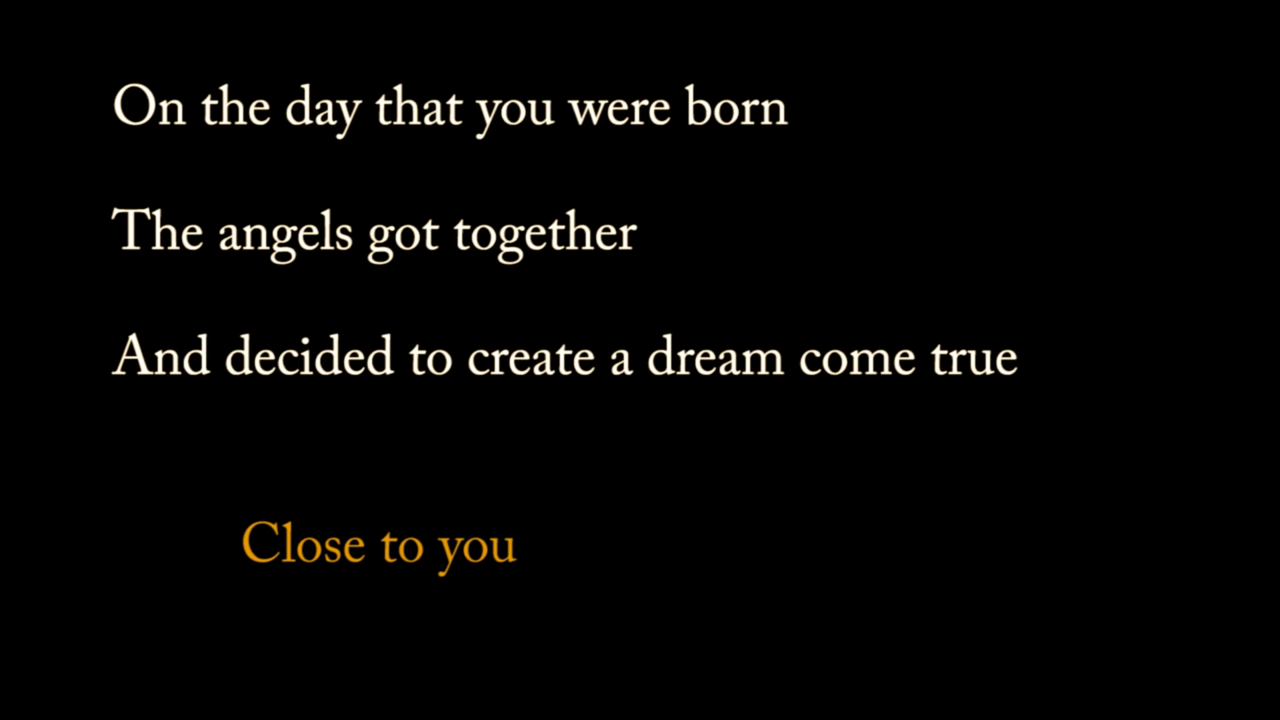 On the day that you were born
The angels got together
And decided to create a dream come true
Close to you